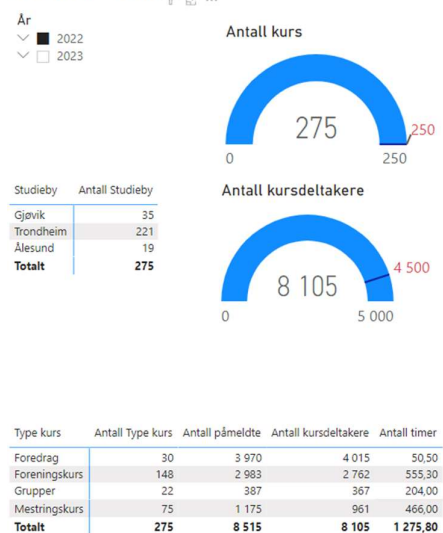 År
2022
2023
Antall kurs
275
250
0
250
Studieby Antall Studieby
Gjøvik 35
Trondheim 221
Ålesund 19
Totalt 275
Antall kursdeltakere
8 105
4 500
0
5 000
Type kurs Antall Type kurs Antall påmeldte Antall kursdeltakere Antall timer
Foredrag 30 3 970 4 015 50,50
Foreningskurs 148 2 983 2 762 555,30
Grupper 22 387 367 204,00
Mestringskurs 75 1 175 961 466,00
Totalt 275 8 515 8 105 1 275,80